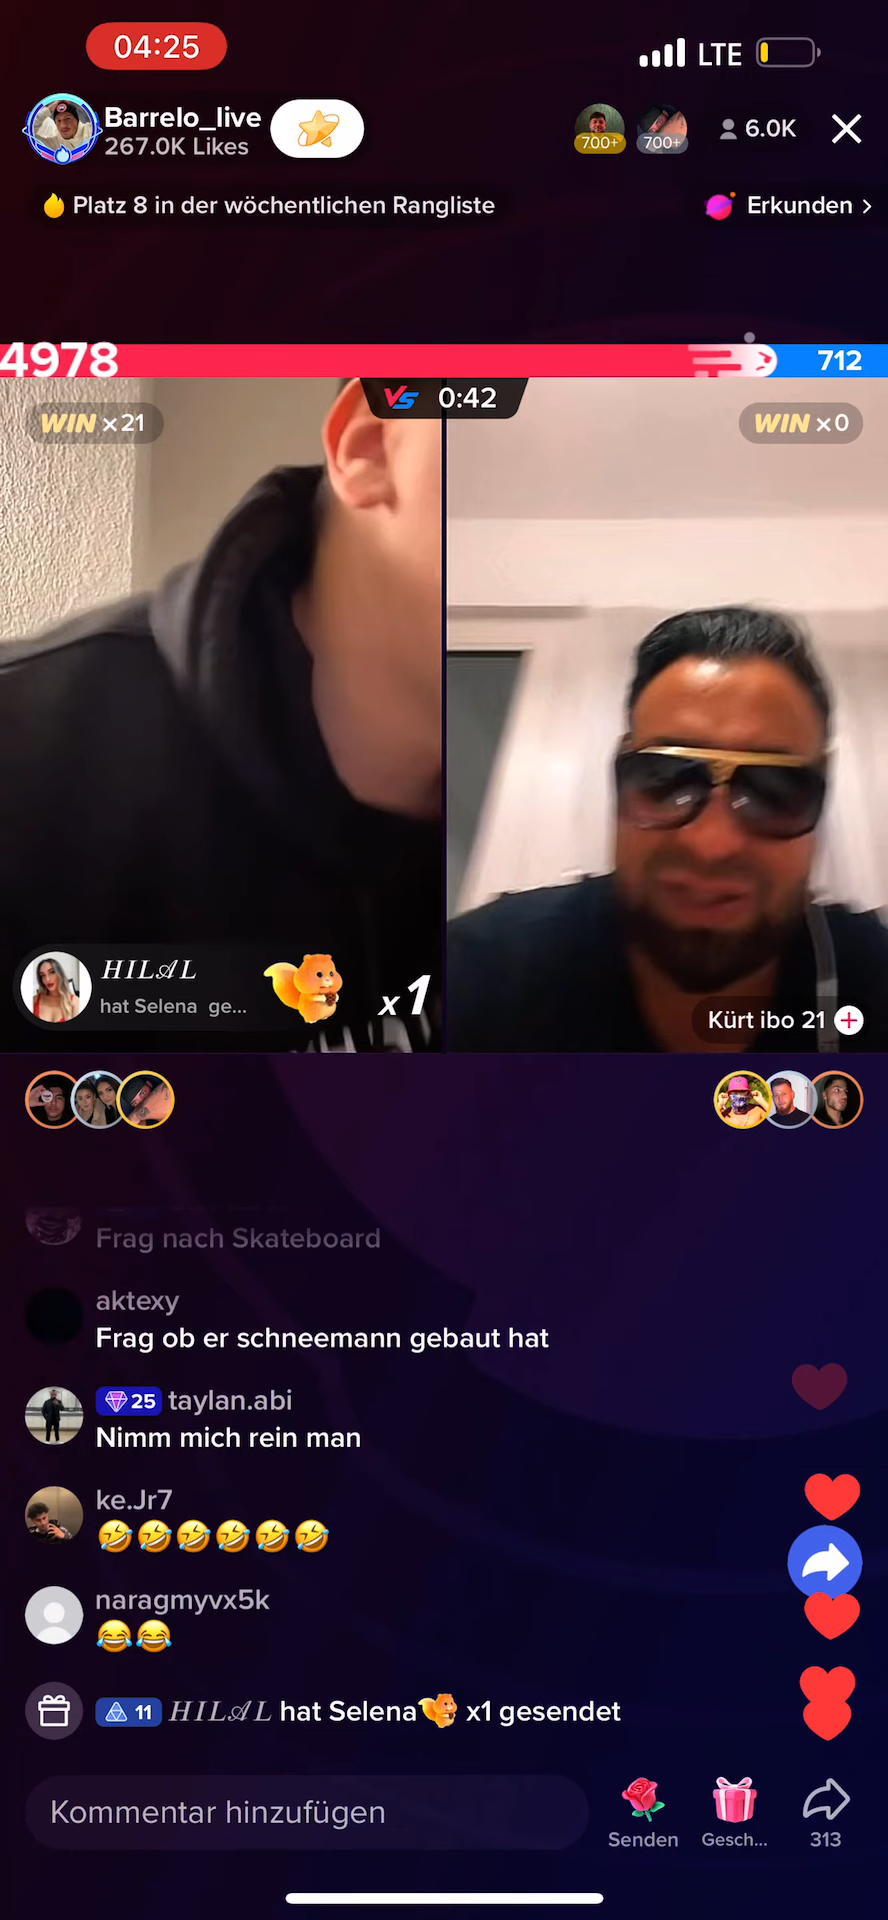 04:25
LTE
Barrelo_live
267.0K Likes
700+
700+
6.0K
Platz 8 in der wöchentlichen Rangliste
Erkunden >
4978
712
VS 0:42
WIN x21
WIN x0
HILAL
hat Selena ge...
x1
Kürt ibo 21
Frag nach Skateboard
aktexy
Frag ob er schneemann gebaut hat
25 taylan.abi
Nimm mich rein man
ke.Jr7
🤣🤣🤣🤣🤣🤣
naragmyvx5k
😂😂
11 HILAL hat Selena x1 gesendet
Kommentar hinzufügen
Senden
Gesch...
313